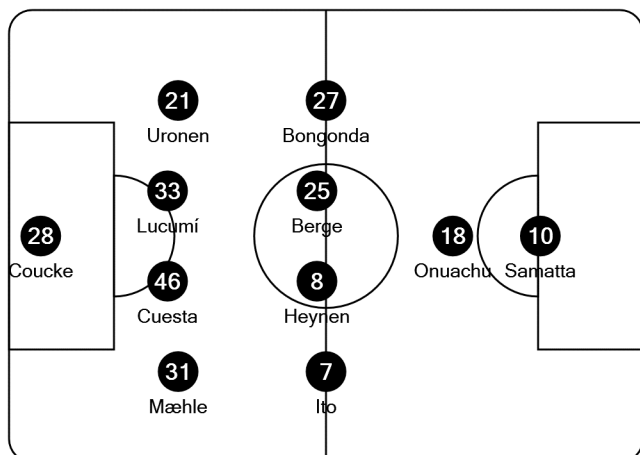 21
Uronen
27
Bongonda
33
Lucumí
25
Berge
28
Coucke
18
Onuachu
10
Samatta
46
Cuesta
8
Heynen
31
Mæhle
7
Ito